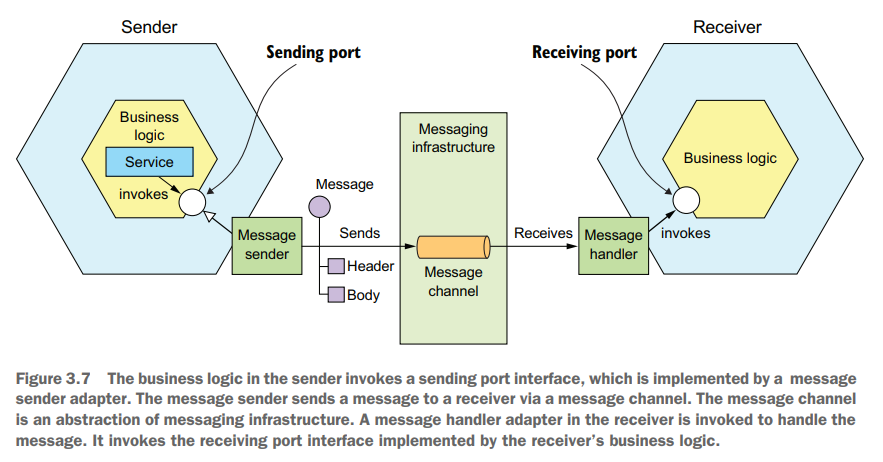 Sender
Receiver
Sending port
Receiving port
Business
logic
Service
invokes
Message
sender
Message
Sends
Header
Body
Messaging
infrastructure
Message
channel
Receives
Message
handler
invokes
Business logic
Figure 3.7 The business logic in the sender invokes a sending port interface, which is implemented by a message
sender adapter. The message sender sends a message to a receiver via a message channel. The message channel
is an abstraction of messaging infrastructure. A message handler adapter in the receiver is invoked to handle the
message. It invokes the receiving port interface implemented by the receiver's business logic.